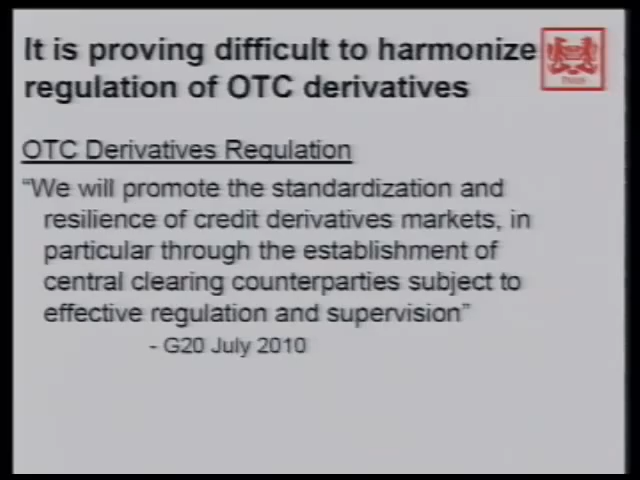 It is proving difficult to harmonize
regulation of OTC derivatives
OTC Derivatives Regulation
“We will promote the standardization and
resilience of credit derivatives markets, in
particular through the establishment of
central clearing counterparties subject to
effective regulation and supervision”
- G20 July 2010